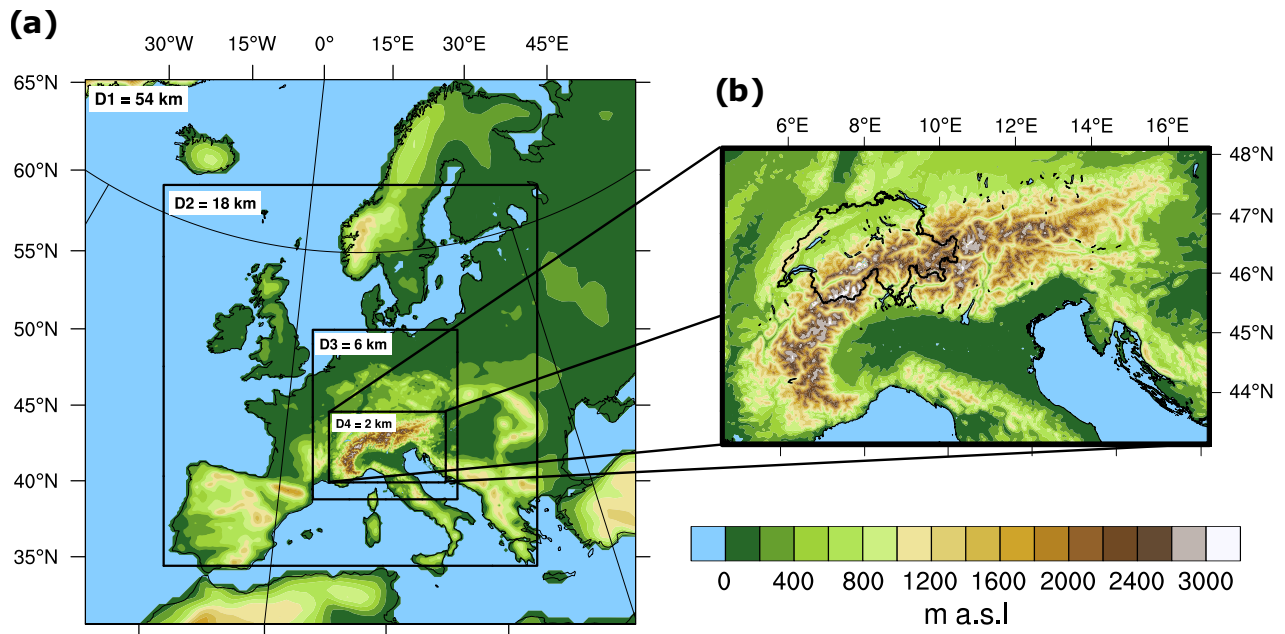 (a)
30°W 15°W 0° 15°E 30°E 45°E
65°N
60°N
55°N
50°N
45°N
40°N
35°N
D1 = 54 km
D2 = 18 km
D3 = 6 km
D4 = 2 km
(b)
6°E 8°E 10°E 12°E 14°E 16°E
48°N
47°N
46°N
45°N
44°N
0 400 800 1200 1600 2000 2400 3000
m a.s.l